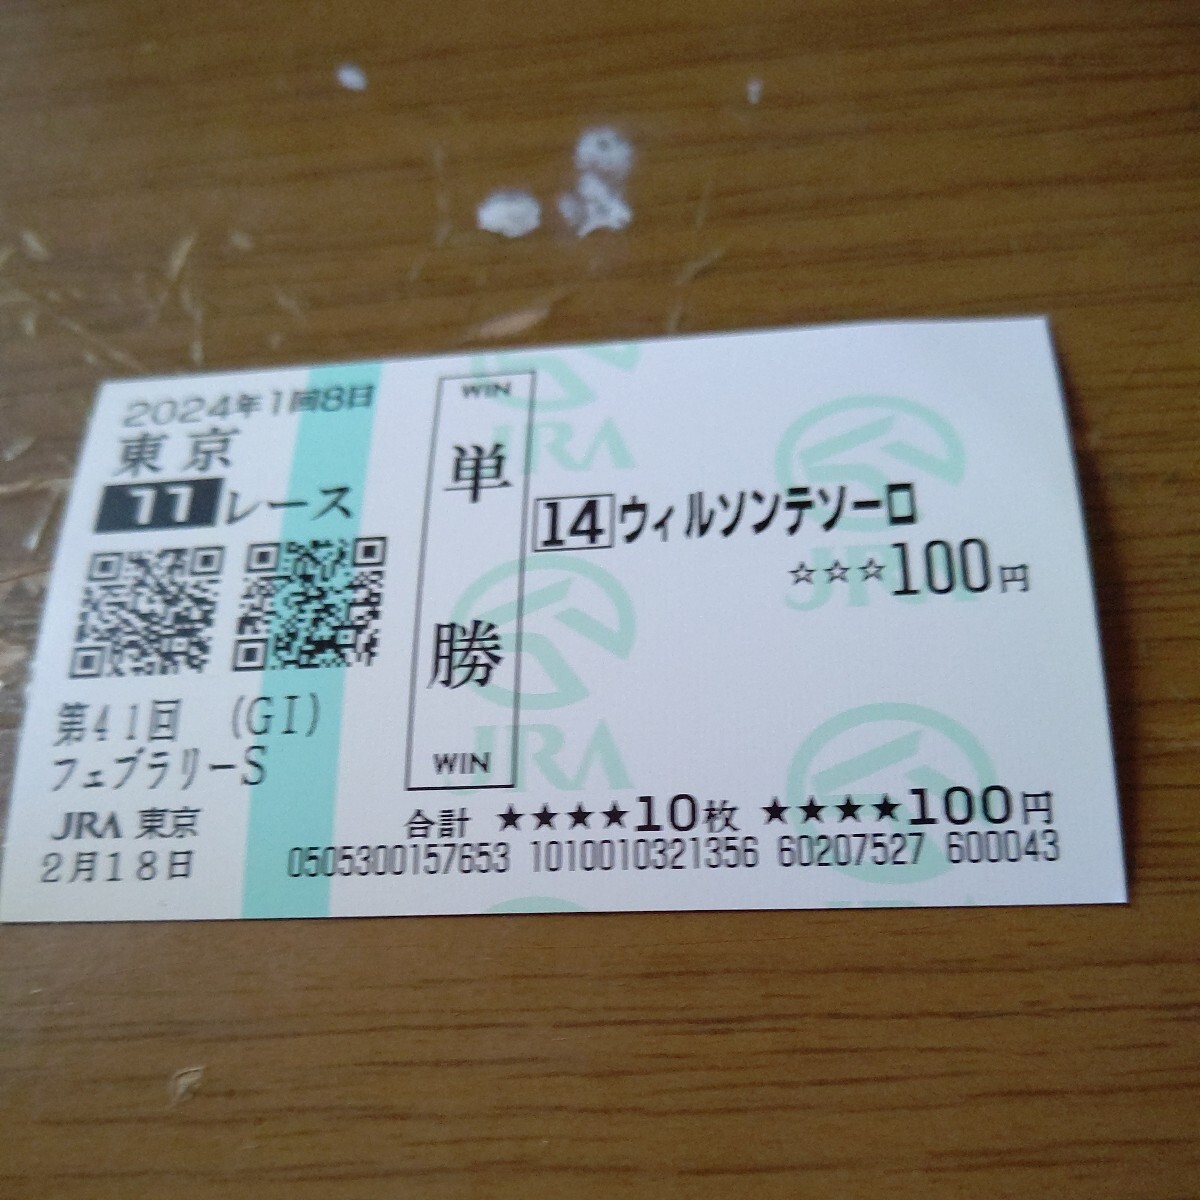 2024年1回8日
東京
11レース
第41回 (GI)
フェブラリーS
JRA 東京
2月18日
WIN
単勝
WIN
14 ウィルソンテソーロ
☆☆☆100円
合計 ★★★★10枚 ★★★★100円
0505300157653 1010010321356 60207527 600043
JRA
JRA
JRA